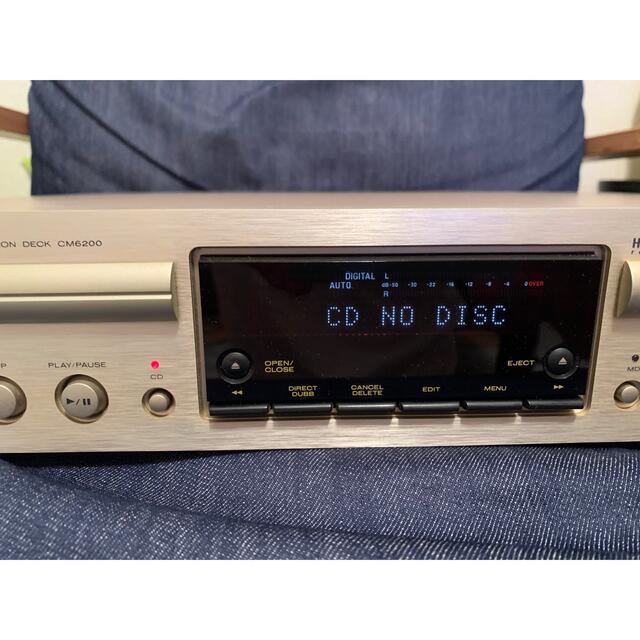 ON DECK CM6200
DIGITAL L
AUTO dB-50 -30 -22 -16 -12 -8 -4 0 OVER
R
CD NO DISC
PLAY/PAUSE
CD
OPEN/
CLOSE
EJECT
MD
DIRECT
DUBB
CANCEL
DELETE
EDIT
MENU